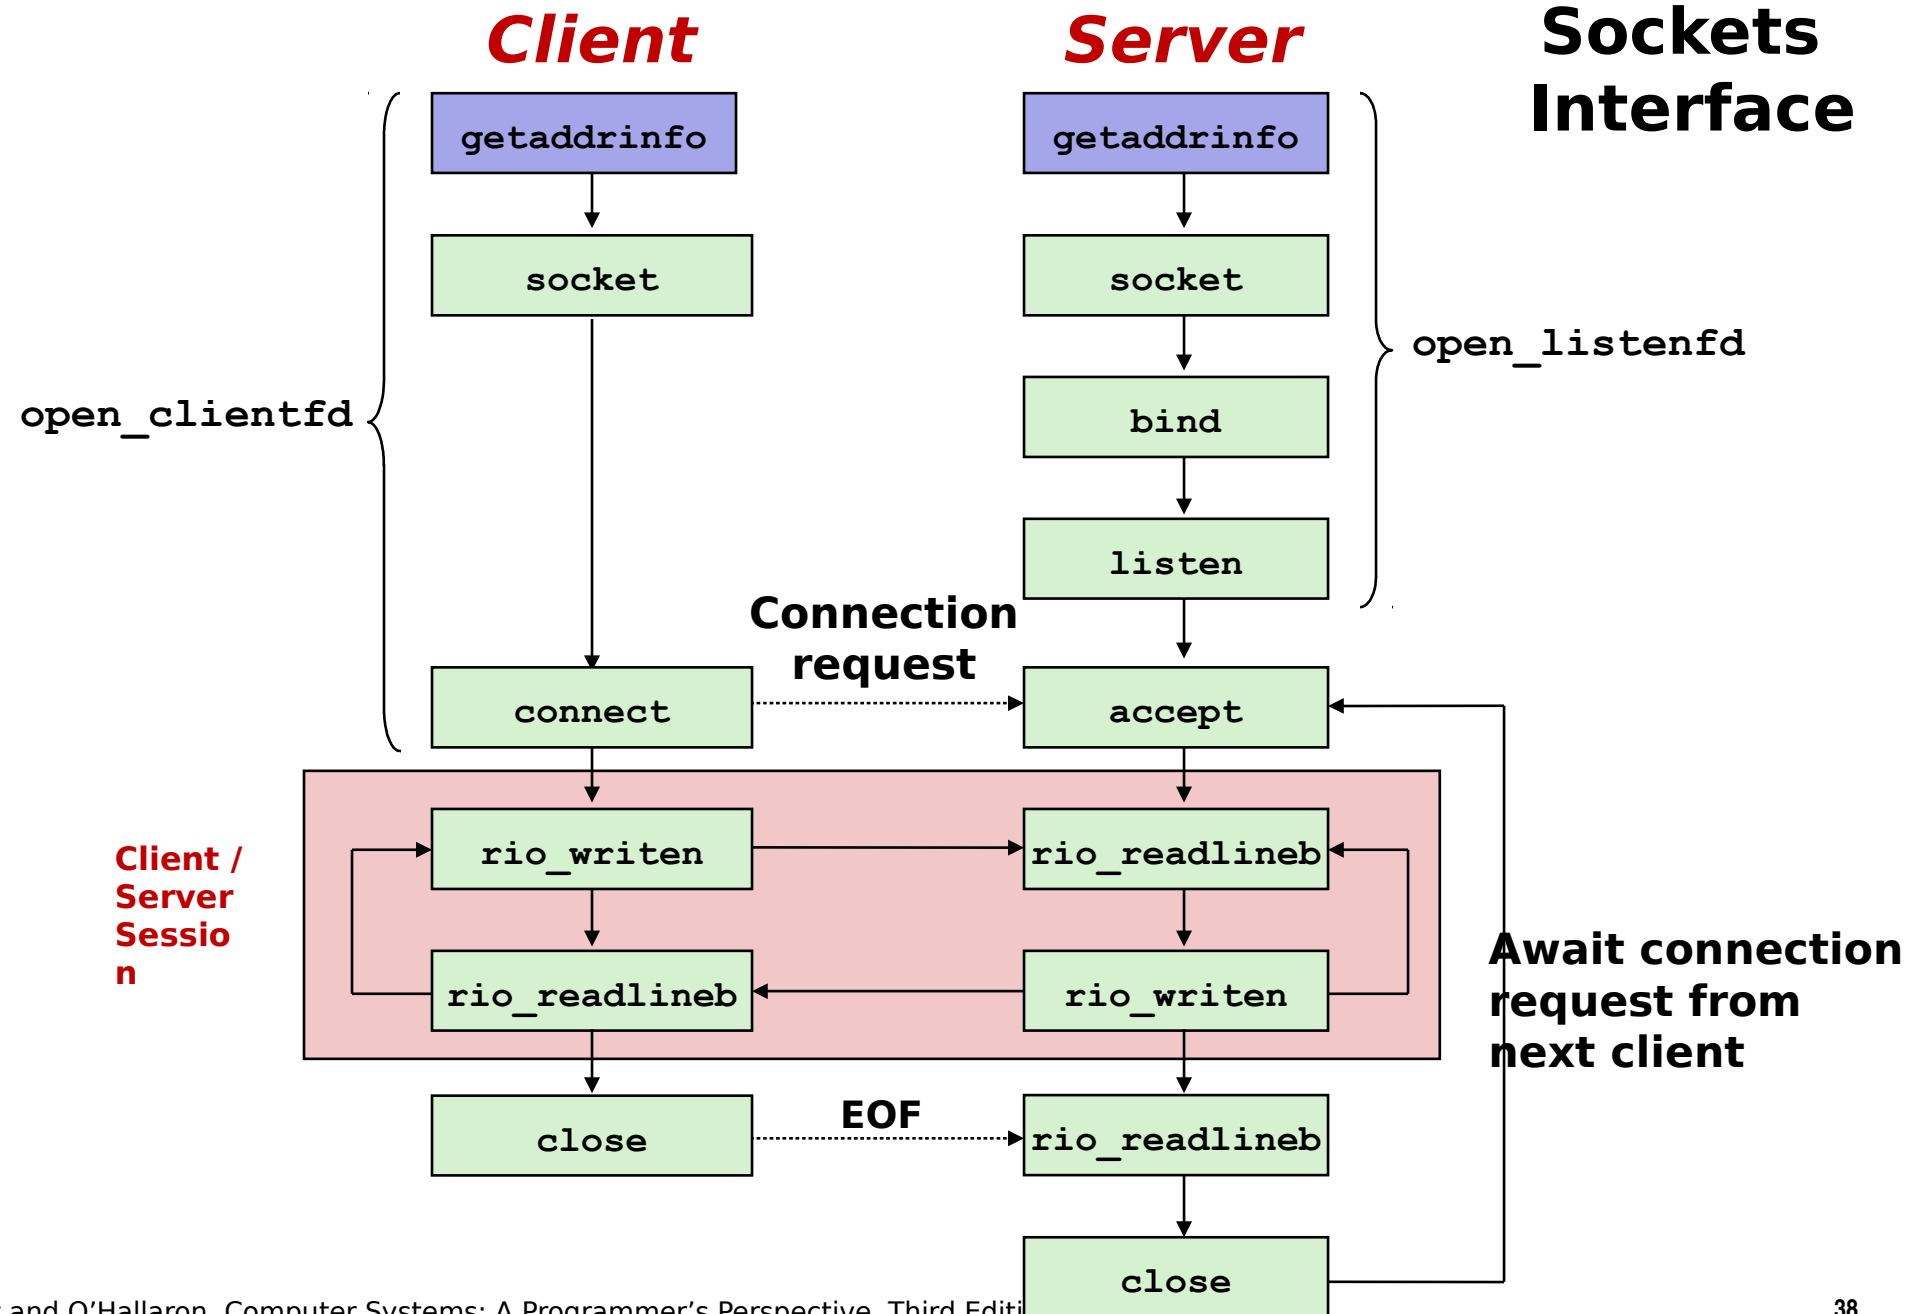 Client
Server
Sockets
Interface
getaddrinfo
getaddrinfo
socket
socket
open_listenfd
open_clientfd
bind
listen
Connection
request
connect
accept
Client /
Server
Sessio
n
rio_writen
rio_readlineb
rio_readlineb
rio_writen
Await connection
request from
next client
close
EOF
rio_readlineb
close
and O’Hallaron, Computer Systems: A Programmer’s Perspective, Third
38